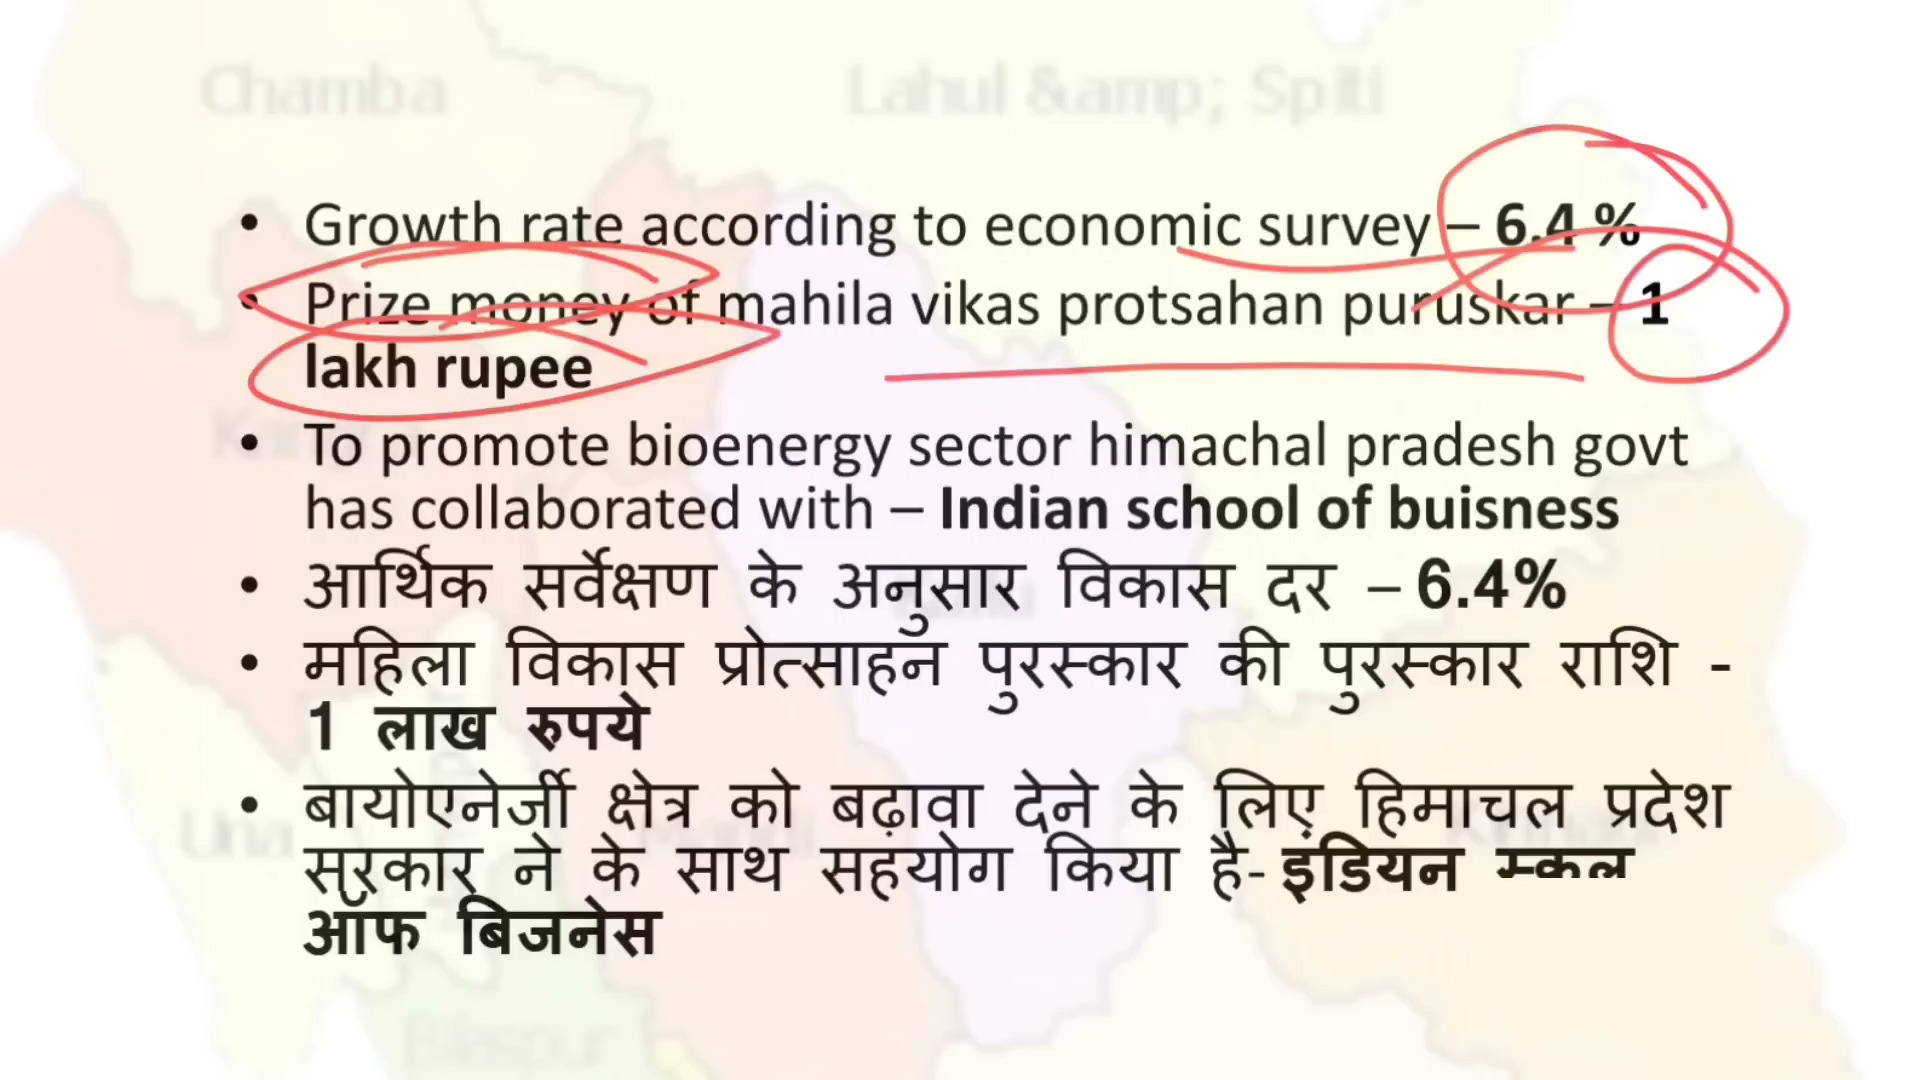 Chamba
Lahul &amp; Spiti
• Growth rate according to economic survey – 6.4 %
• Prize money of mahila vikas protsahan puruskar – 1
lakh rupee
• To promote bioenergy sector himachal pradesh govt
has collaborated with – Indian school of buisness
• आर्थिक सर्वेक्षण के अनुसार विकास दर – 6.4%
• महिला विकास प्रोत्साहन पुरस्कार की पुरस्कार राशि -
1 लाख रुपये
• बायोएनेर्जी क्षेत्र को बढ़ावा देने के लिए हिमाचल प्रदेश
सरकार ने के साथ सहयोग किया है- इंडियन
ऑफ बिजनेस
Una
Bilaspur